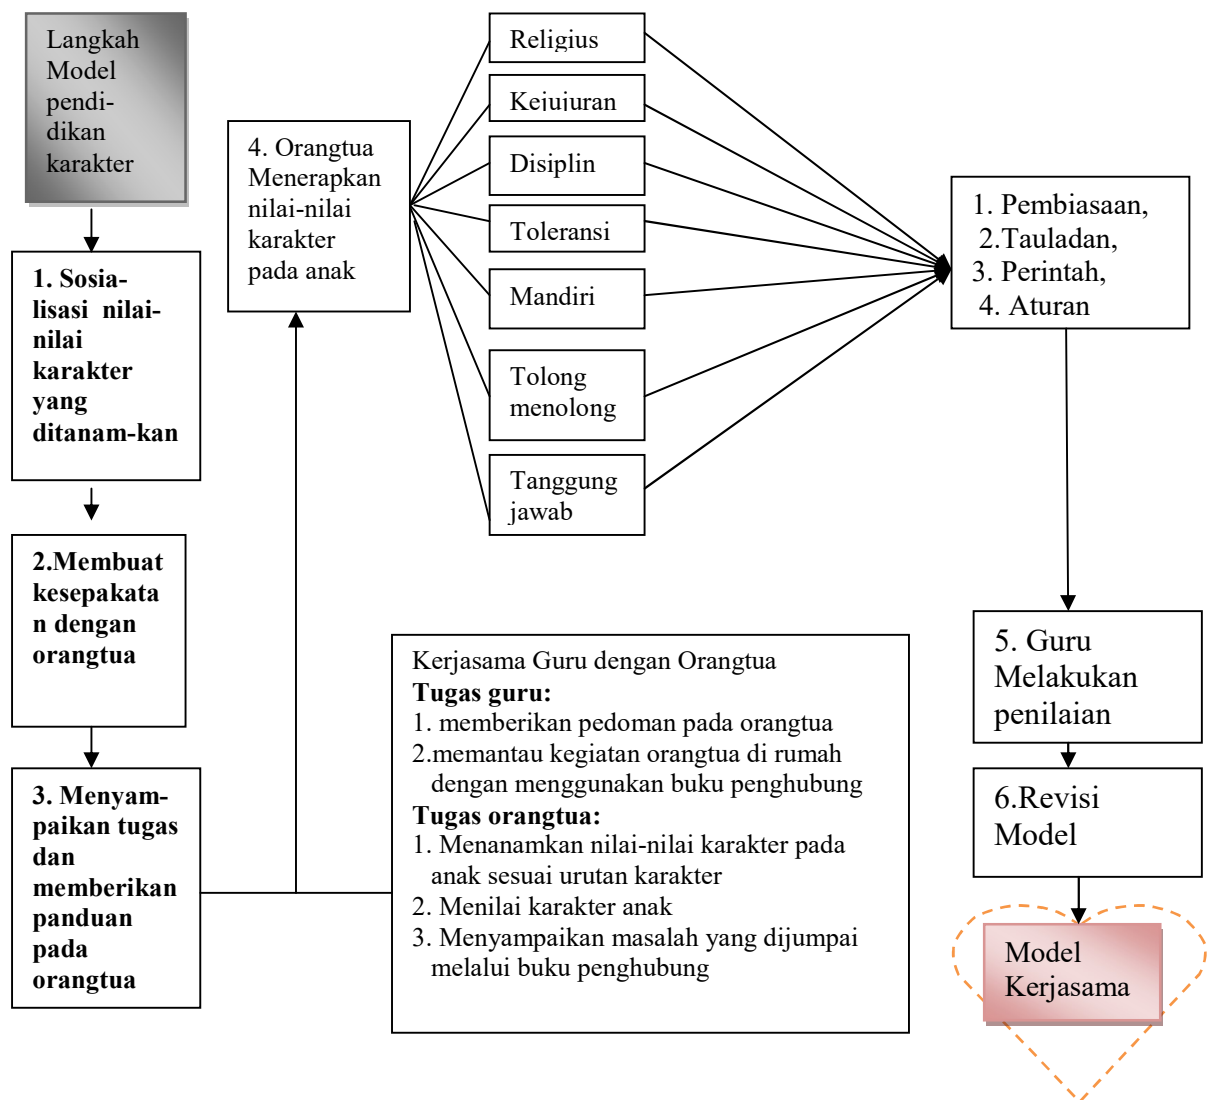 Langkah
Model
pendi-
dikan
karakter
1. Sosia-
lisasi nilai-
nilai
karakter
yang
ditanam-kan
2.Membuat
kesepakata
n dengan
orangtua
3. Menyam-
paikan tugas
dan
memberikan
panduan
pada
orangtua
4. Orangtua
Menerapkan
nilai-nilai
karakter
pada anak
Religius
Kejujuran
Disiplin
Toleransi
Mandiri
Tolong
menolong
Tanggung
jawab
1. Pembiasaan,
2.Tauladan,
3. Perintah,
4. Aturan
Kerjasama Guru dengan Orangtua
Tugas guru:
1. memberikan pedoman pada orangtua
2.memantau kegiatan orangtua di rumah
dengan menggunakan buku penghubung
Tugas orangtua:
1. Menanamkan nilai-nilai karakter pada
anak sesuai urutan karakter
2. Menilai karakter anak
3. Menyampaikan masalah yang dijumpai
melalui buku penghubung
5. Guru
Melakukan
penilaian
6.Revisi
Model
Model
Kerjasama